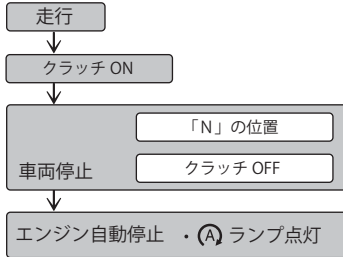 走行
クラッチ ON
「N」の位置
車両停止
クラッチ OFF
エンジン自動停止 ・Ⓐランプ点灯